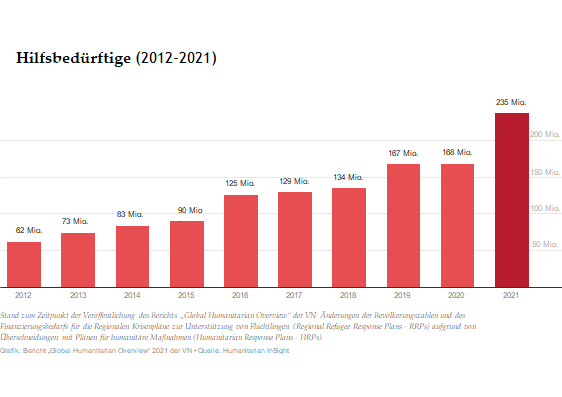 Hilfsbedürftige (2012-2021)
235 Mio.
200 Mio.
167 Mio.
168 Mio.
150 Mio.
125 Mio.
129 Mio.
134 Mio.
100 Mio.
62 Mio.
73 Mio.
83 Mio.
90 Mio
50 Mio.
2012 2013 2014 2015 2016 2017 2018 2019 2020 2021
Stand zum Zeitpunkt der Veröffentlichung des Berichts „Global Humanitarian Overview“ der VN. Änderungen der Bevölkerungszahlen und des
Finanzierungsbedarfs für die Regionalen Krisenpläne zur Unterstützung von Flüchtlingen (Regional Refugee Response Plans - RRPs) aufgrund von
Überschneidungen mit Plänen für humanitäre Maßnahmen (Humanitarian Response Plans - HRPs)
Grafik: Bericht „Global Humanitarian Overview“ 2021 der VN • Quelle: Humanitarian InSight